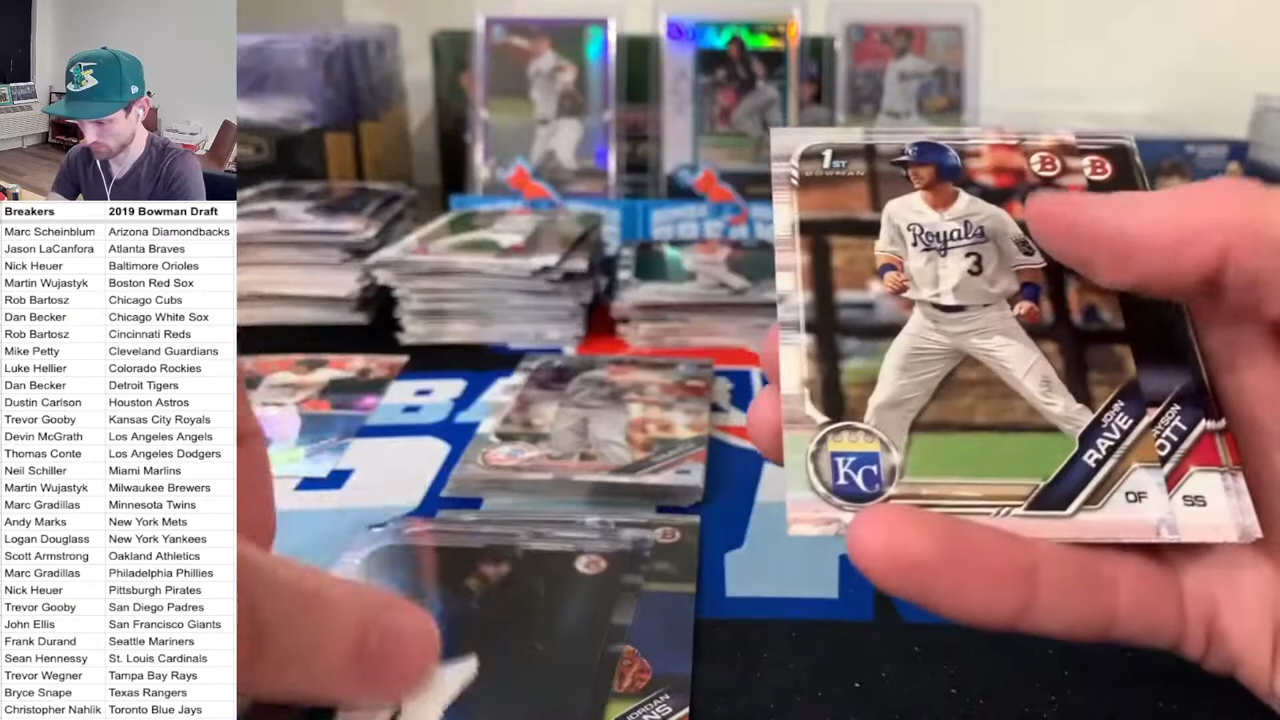 Breakers 2019 Bowman Draft
Marc Scheinblum Arizona Diamondbacks
Jason LaCanfora Atlanta Braves
Nick Heuer Baltimore Orioles
Martin Wujastyk Boston Red Sox
Rob Bartosz Chicago Cubs
Dan Becker Chicago White Sox
Rob Bartosz Cincinnati Reds
Mike Petty Cleveland Guardians
Luke Hellier Colorado Rockies
Dan Becker Detroit Tigers
Dustin Carlson Houston Astros
Trevor Gooby Kansas City Royals
Devin McGrath Los Angeles Angels
Thomas Conte Los Angeles Dodgers
Neil Schiller Miami Marlins
Martin Wujastyk Milwaukee Brewers
Marc Gradillas Minnesota Twins
Andy Marks New York Mets
Logan Douglass New York Yankees
Scott Armstrong Oakland Athletics
Marc Gradillas Philadelphia Phillies
Nick Heuer Pittsburgh Pirates
Trevor Gooby San Diego Padres
John Ellis San Francisco Giants
Frank Durand Seattle Mariners
Sean Hennessy St. Louis Cardinals
Trevor Wegner Tampa Bay Rays
Bryce Snape Texas Rangers
Christopher Nahlik Toronto Blue Jays
1ST
BOWMAN
B B
KC
Royals
3
JOHN
RAVE
OTT
KC
OF
SS
B
JORDAN